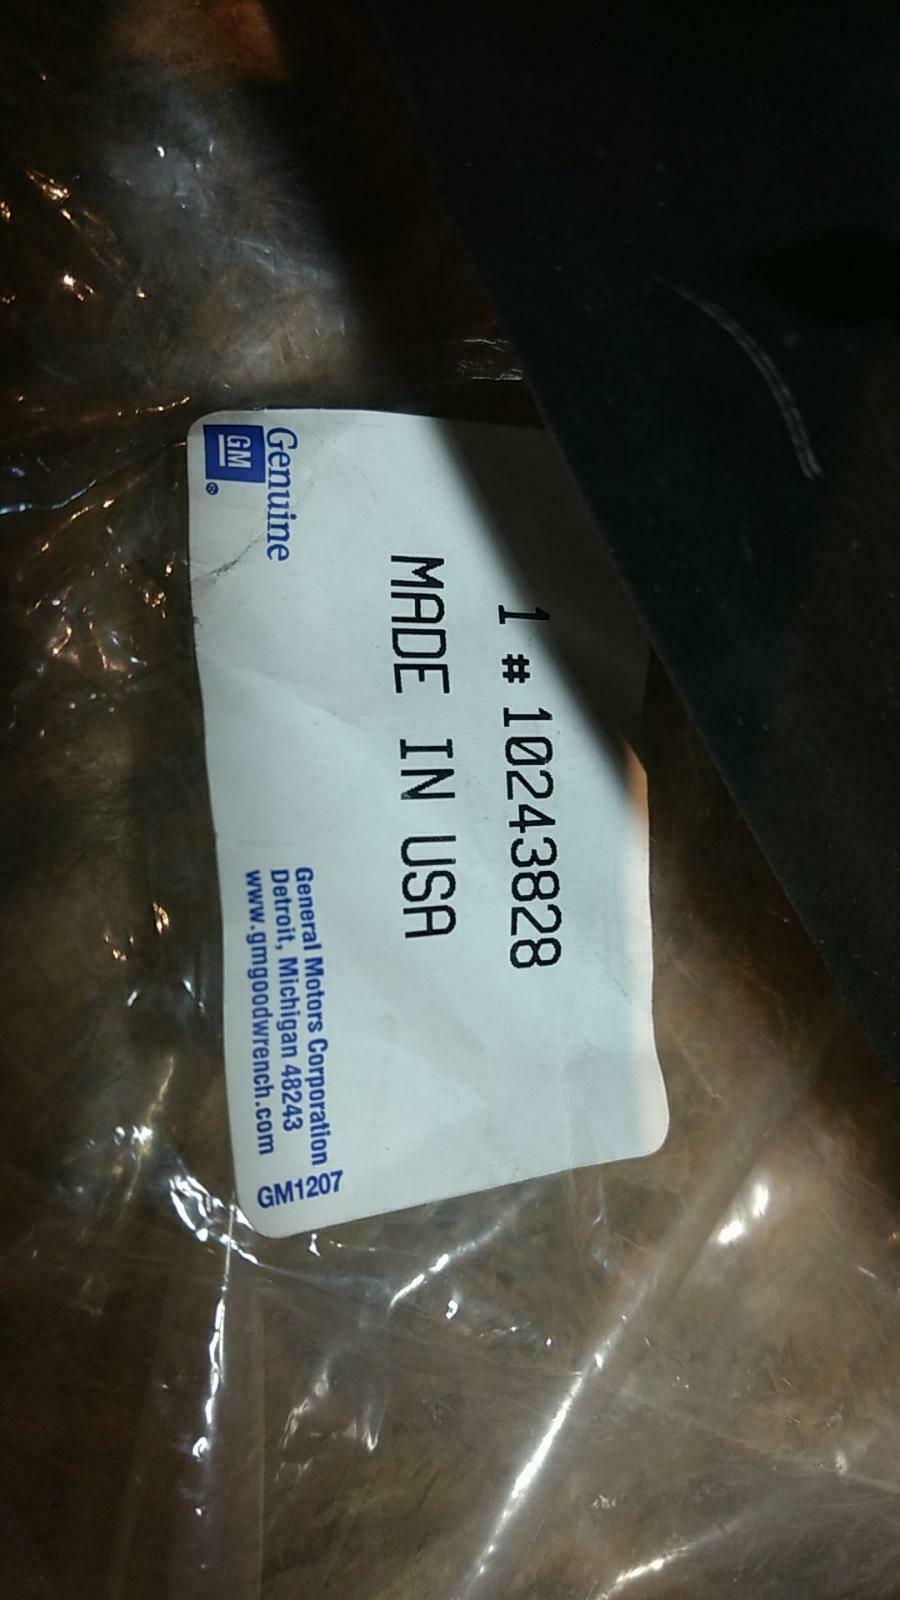 1 # 10243828
MADE IN USA
Genuine
GM®
General Motors Corporation
Detroit, Michigan 48243
www.gmgoodwrench.com
GM1207